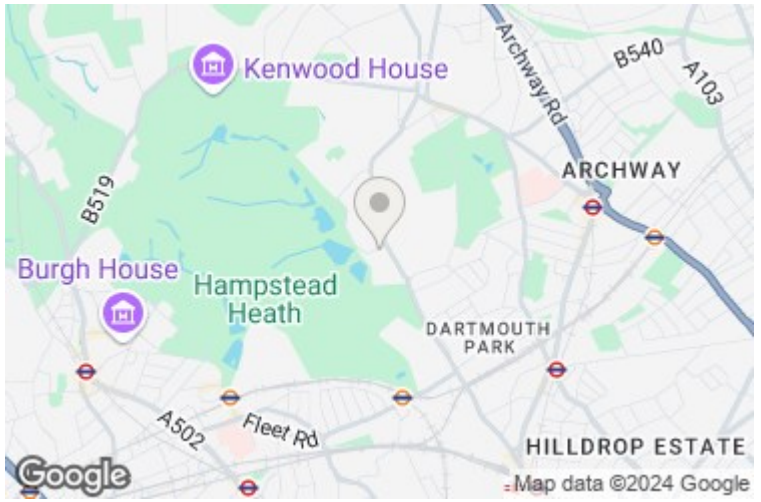 Kenwood House
Archway Rd
B540
A103
ARCHWAY
B519
Burgh House
Hampstead
Heath
DARTMOUTH
PARK
A502
Fleet Rd
HILLDROP ESTATE
Google
Map data ©2024 Google